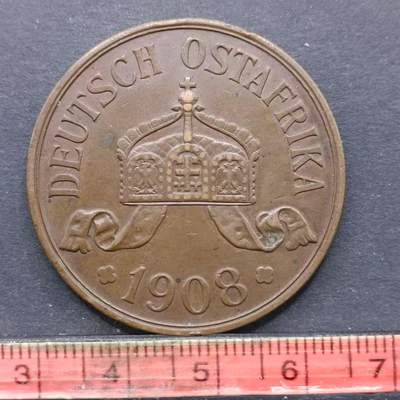 DEUTSCH OSTAFRIKA
1908
3 4 5 6 7